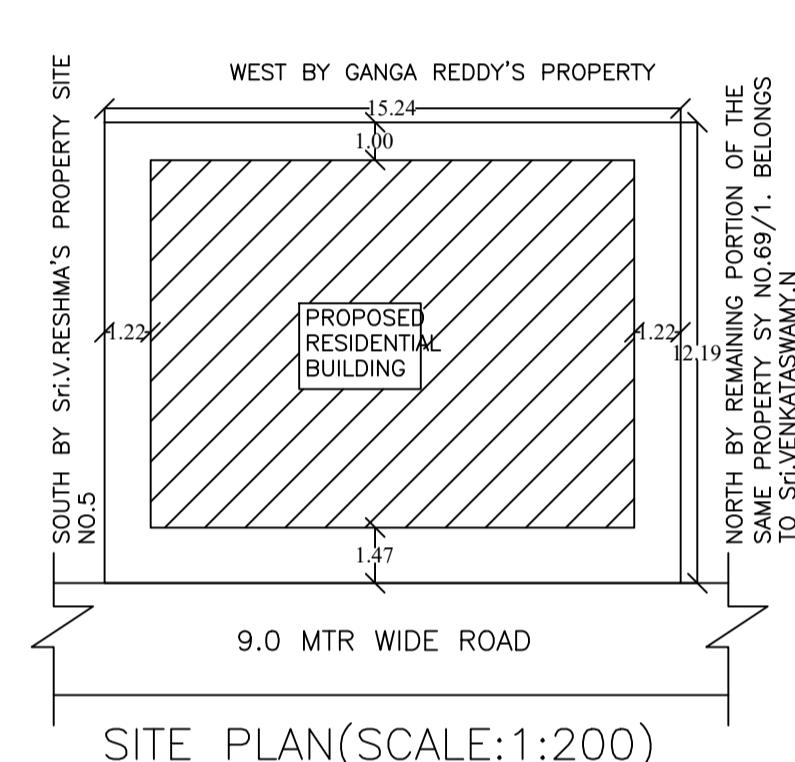 WEST BY GANGA REDDY'S PROPERTY
15.24
1.00
SOUTH BY Sri.V.RESHMA'S PROPERTY SITE
NO.5
1.22
PROPOSED
RESIDENTIAL
BUILDING
1.22
12.19
NORTH BY REMAINING PORTION OF THE
SAME PROPERTY SY NO.69/1. BELONGS
TO Sri.VENKATASWAMY.N
1.47
9.0 MTR WIDE ROAD
SITE PLAN(SCALE:1:200)